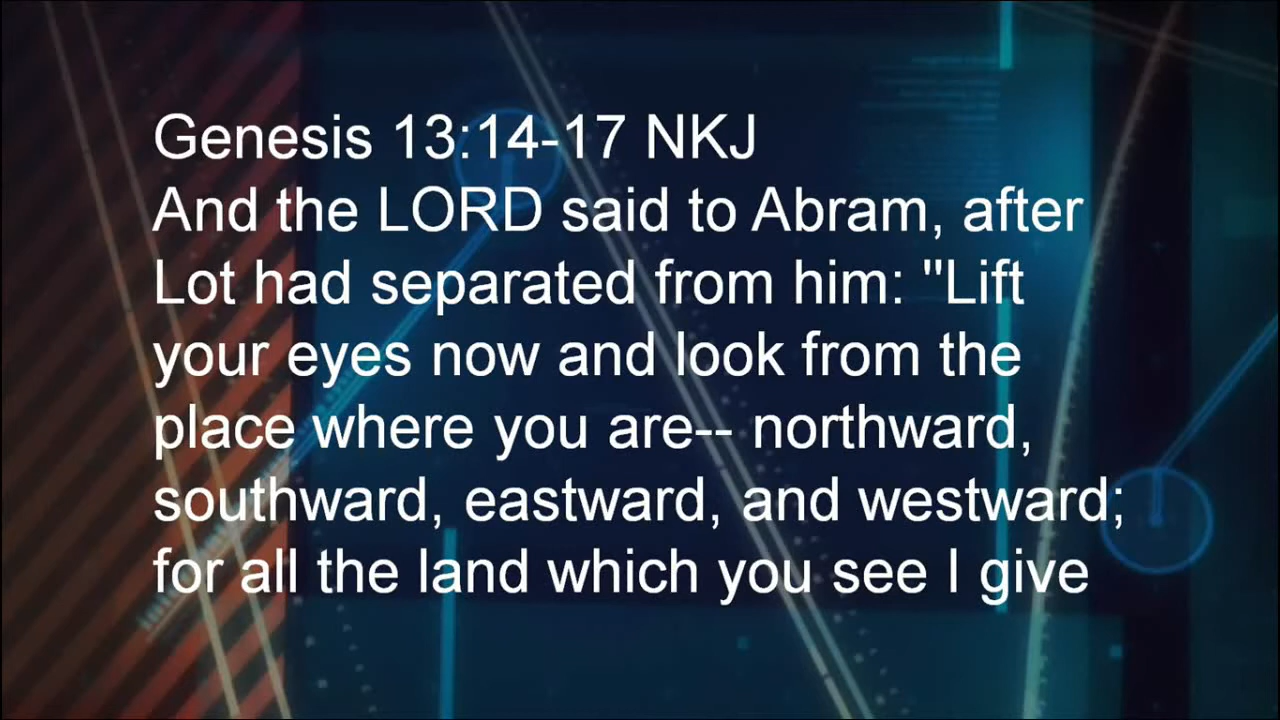 Genesis 13:14-17 NKJ
And the LORD said to Abram, after
Lot had separated from him: "Lift
your eyes now and look from the
place where you are-- northward,
southward, eastward, and westward;
for all the land which you see I give